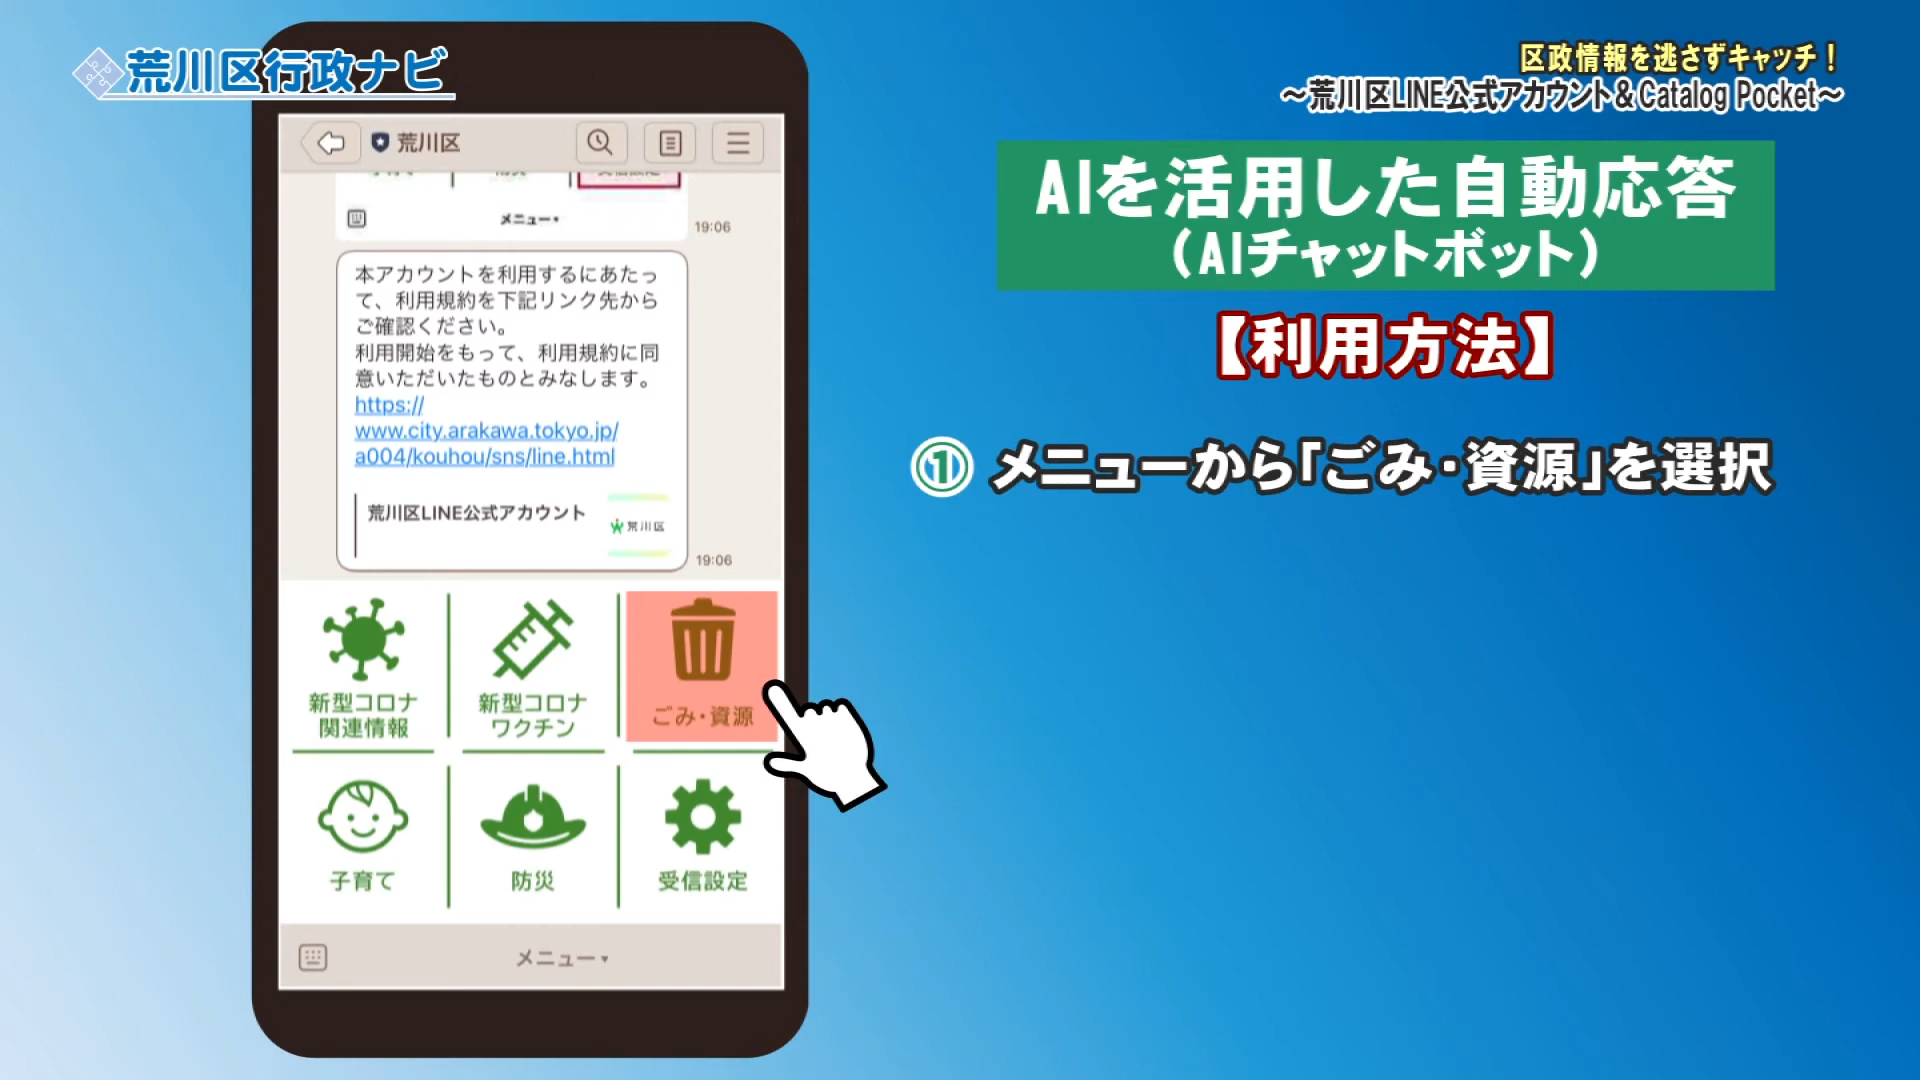 荒川区行政ナビ
区政情報を逃さずキャッチ！
～荒川区LINE公式アカウント＆Catalog Pocket～
荒川区
メニュー▾
19:06
本アカウントを利用するにあたっ
て、利用規約を下記リンク先から
ご確認ください。
利用開始をもって、利用規約に同
意いただいたものとみなします。
https://
www.city.arakawa.tokyo.jp/
a004/kouhou/sns/line.html
荒川区LINE公式アカウント
荒川区
19:06
新型コロナ
関連情報
新型コロナ
ワクチン
ごみ・資源
子育て
防災
受信設定
メニュー▾
AIを活用した自動応答
（AIチャットボット）
【利用方法】
① メニューから「ごみ・資源」を選択